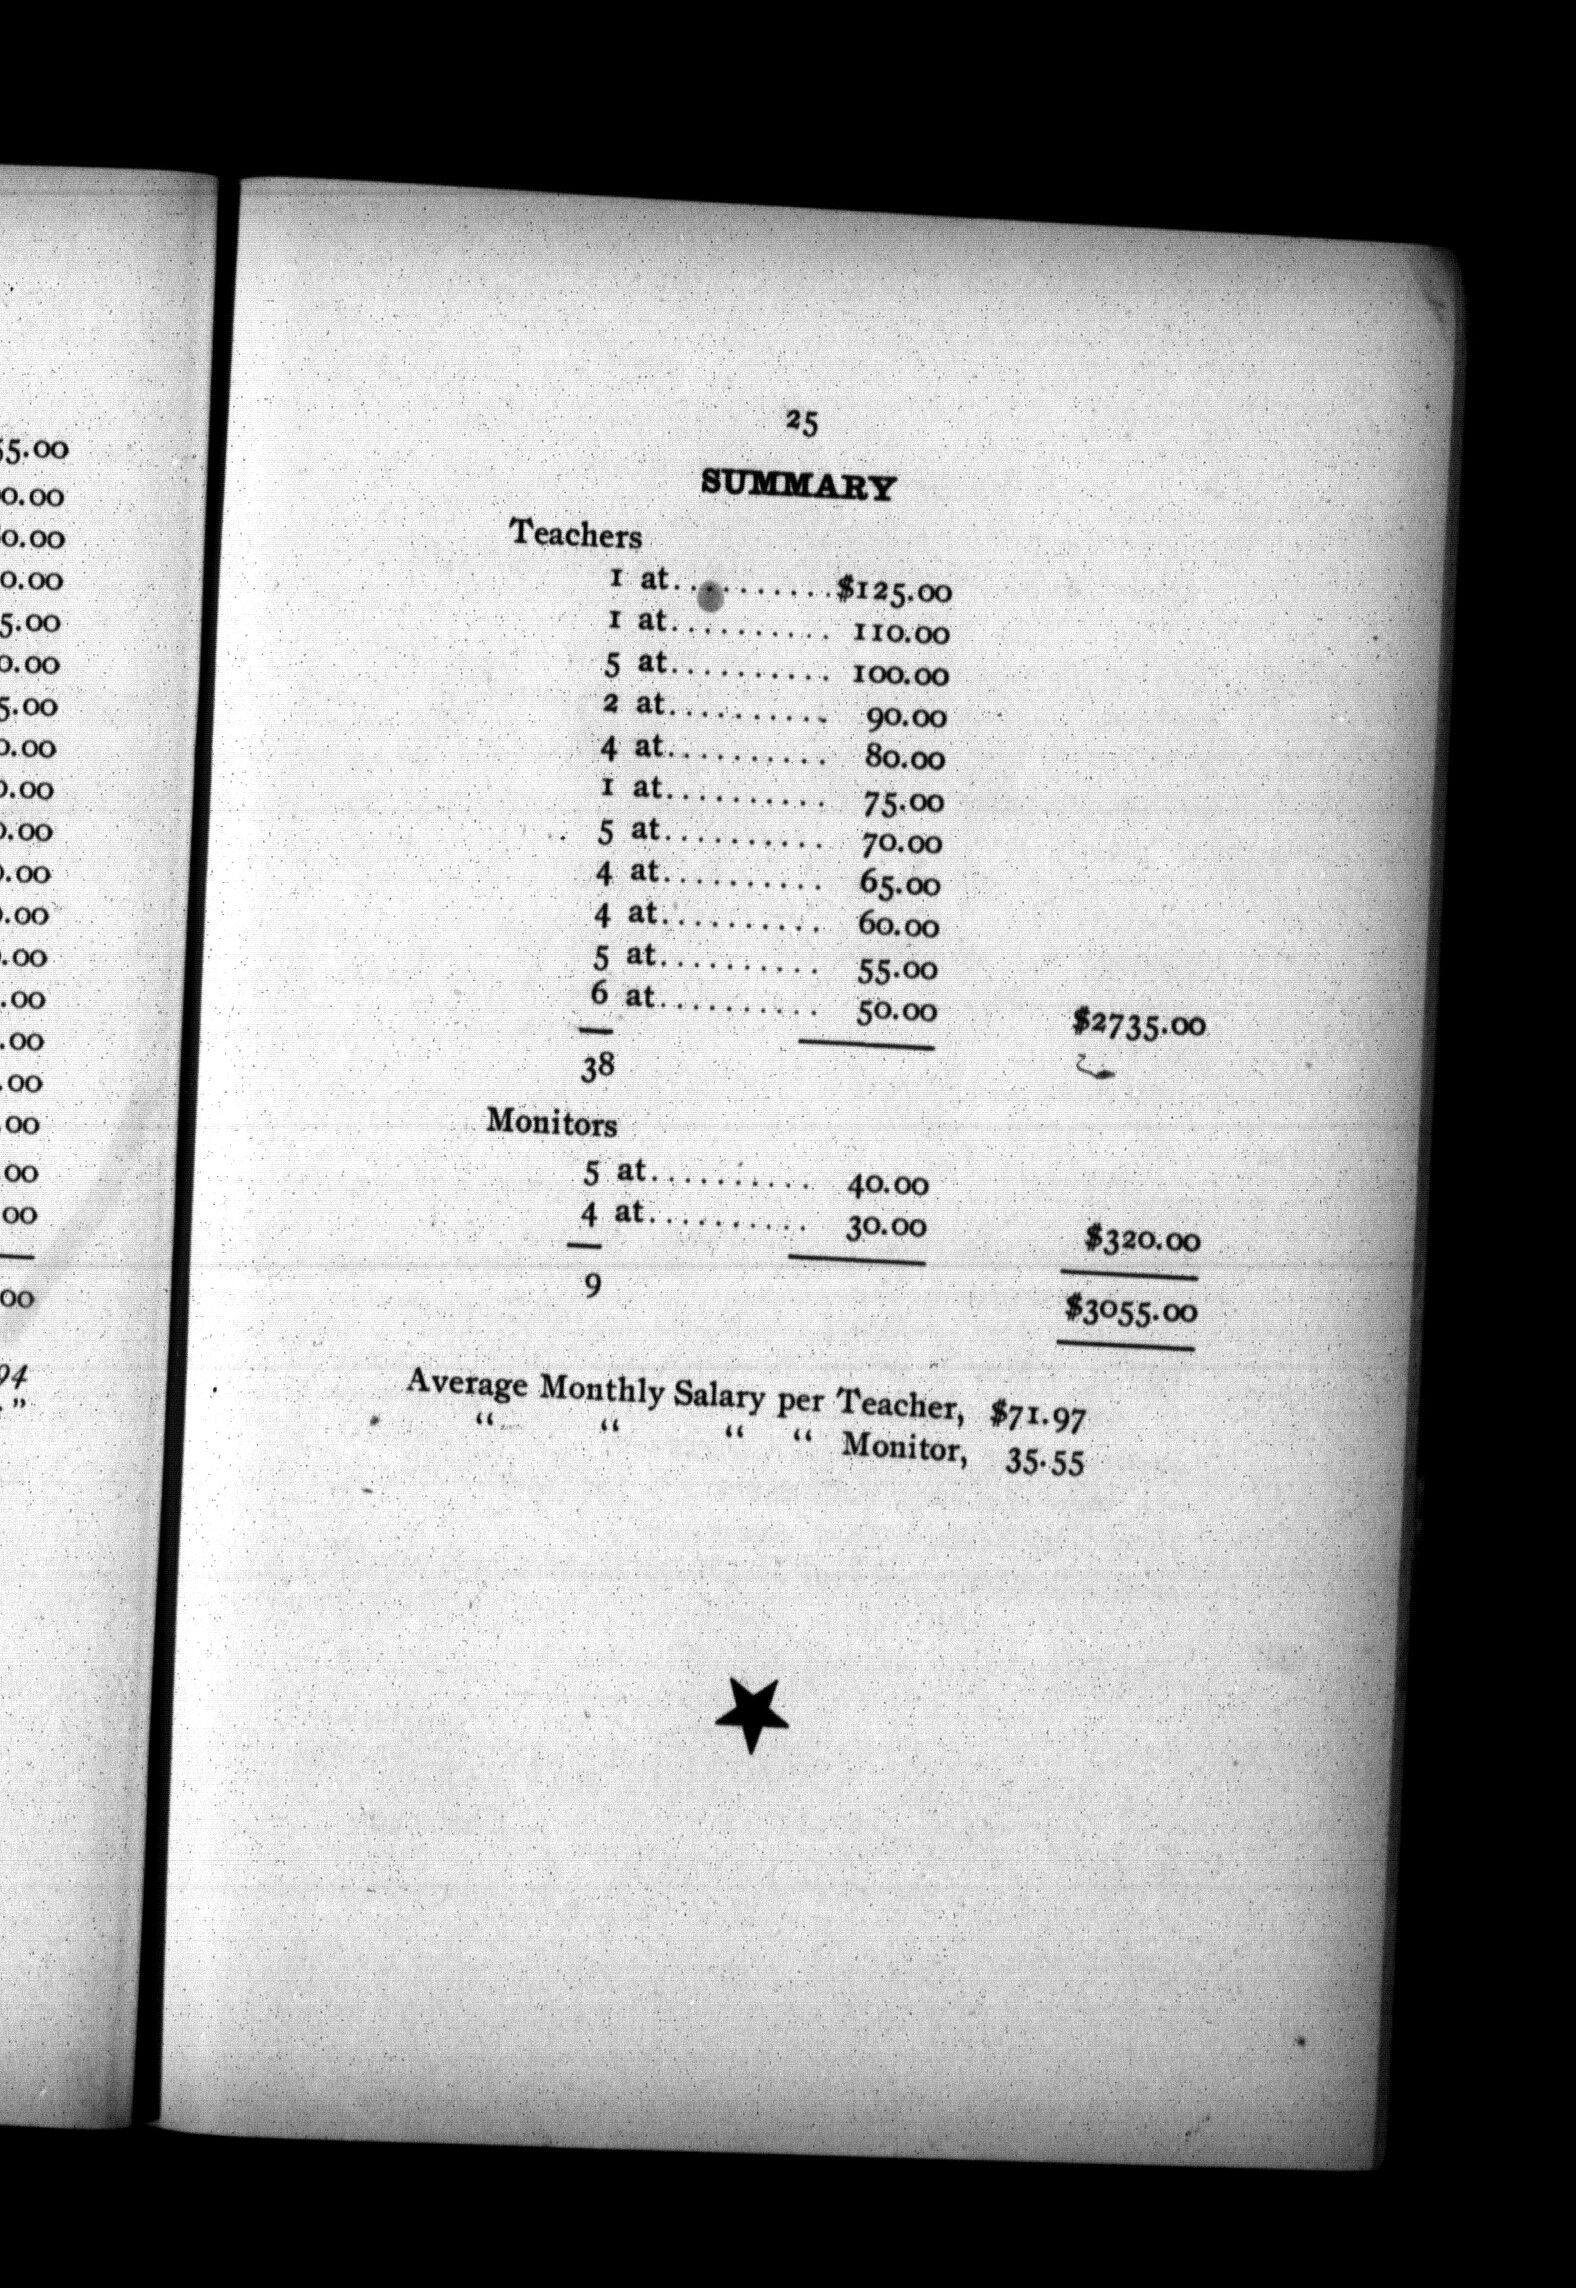 25
SUMMARY
Teachers
1 at..........$125.00
1 at.......... 110.00
5 at.......... 100.00
2 at.......... 90.00
4 at.......... 80.00
1 at.......... 75.00
5 at.......... 70.00
4 at.......... 65.00
4 at.......... 60.00
5 at.......... 55.00
6 at.......... 50.00 $2735.00
38
Monitors
5 at.......... 40.00
4 at.......... 30.00 $320.00
9
$3055.00
Average Monthly Salary per Teacher, $71.97
“ “ “ “ Monitor, 35.55